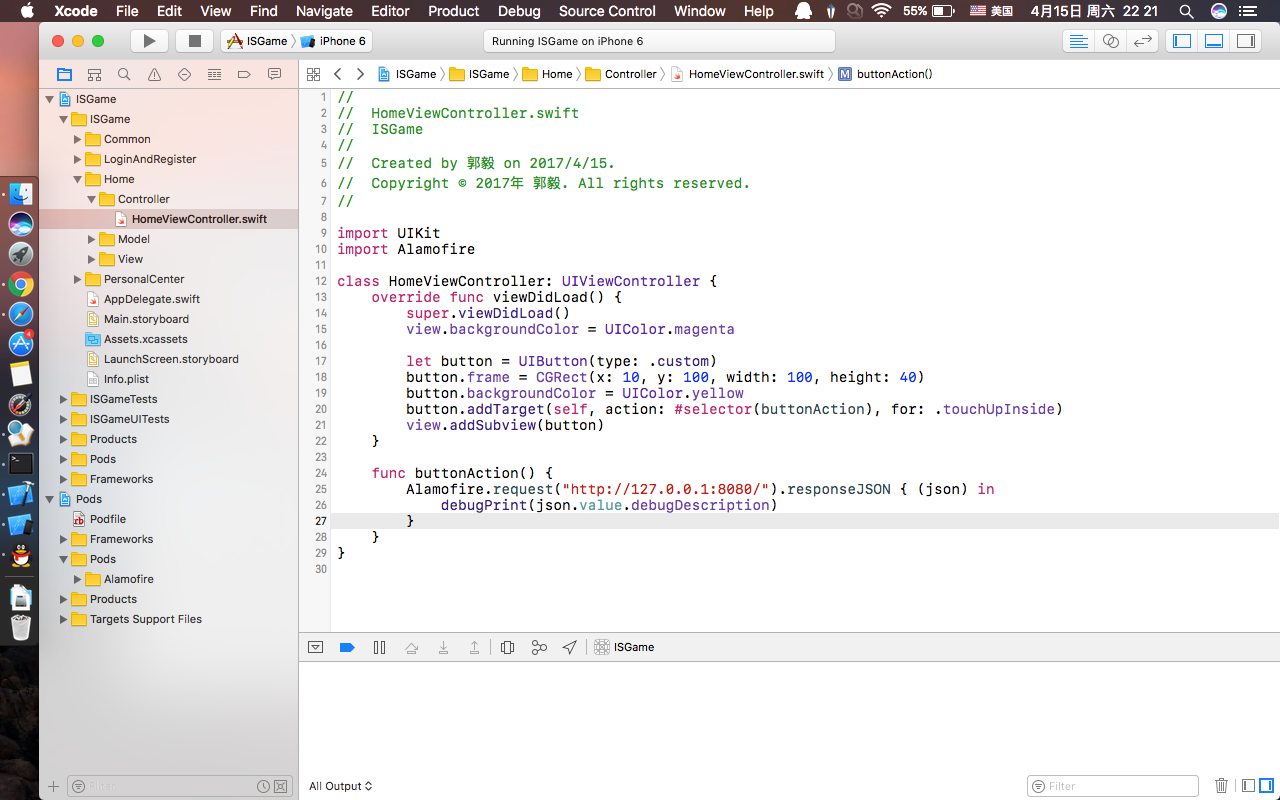 Xcode File Edit View Find Navigate Editor Product Debug Source Control Window Help 55% 美国 4月15日 周六 22 21
ISGame iPhone 6 Running ISGame on iPhone 6
ISGame ISGame Home Controller HomeViewController.swift M buttonAction()
ISGame
ISGame
Common
LoginAndRegister
Home
Controller
HomeViewController.swift
Model
View
PersonalCenter
AppDelegate.swift
Main.storyboard
Assets.xcassets
LaunchScreen.storyboard
Info.plist
ISGameTests
ISGameUITests
Products
Pods
Frameworks
Pods
rb Podfile
Frameworks
Pods
Alamofire
Products
Targets Support Files
Filter
1 //
2 // HomeViewController.swift
3 // ISGame
4 //
5 // Created by 郭毅 on 2017/4/15.
6 // Copyright © 2017年 郭毅. All rights reserved.
7 //
8
9 import UIKit
10 import Alamofire
11
12 class HomeViewController: UIViewController {
13 override func viewDidLoad() {
14 super.viewDidLoad()
15 view.backgroundColor = UIColor.magenta
16
17 let button = UIButton(type: .custom)
18 button.frame = CGRect(x: 10, y: 100, width: 100, height: 40)
19 button.backgroundColor = UIColor.yellow
20 button.addTarget(self, action: #selector(buttonAction), for: .touchUpInside)
21 view.addSubview(button)
22 }
23
24 func buttonAction() {
25 Alamofire.request("http://127.0.0.1:8080/").responseJSON { (json) in
26 debugPrint(json.value.debugDescription)
27 }
28 }
29 }
30
ISGame
All Output
Filter